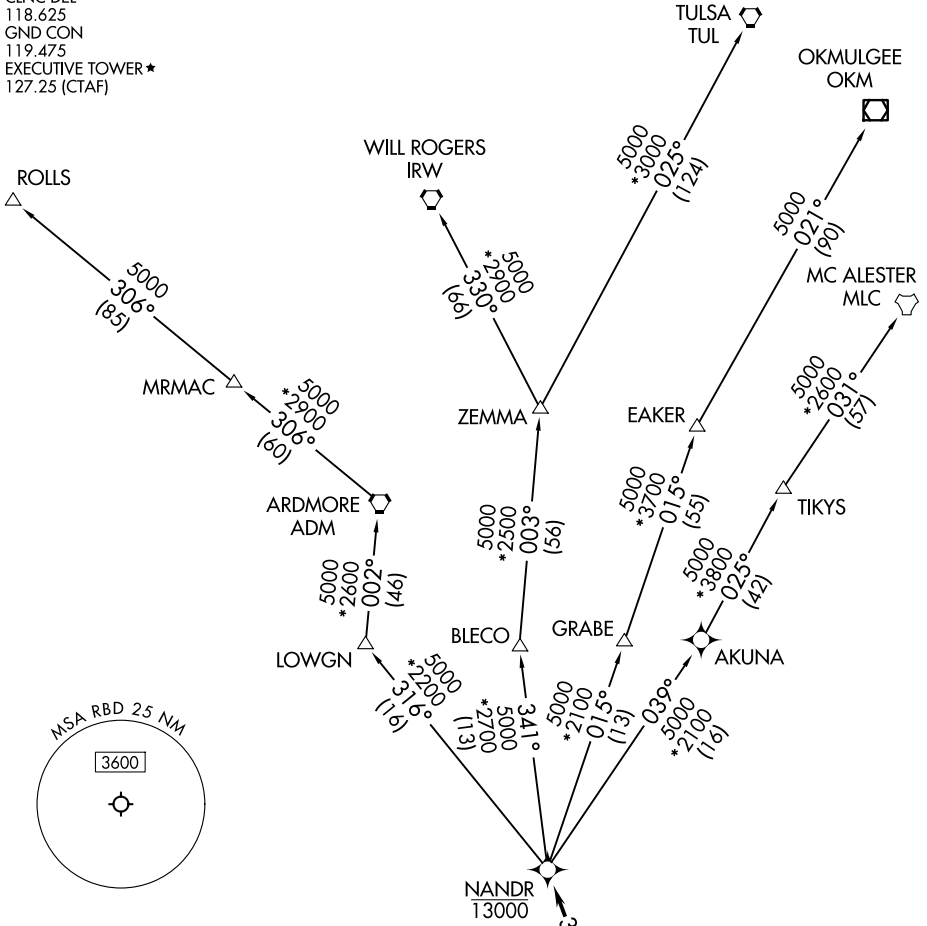 118.625
GND CON
119.475
EXECUTIVE TOWER★
127.25 (CTAF)
TULSA
TUL
OKMULGEE
OKM
WILL ROGERS
IRW
5000
*3000
025°
(124)
ROLLS
5000
021°
(90)
5000
*2900
330°
(66)
MC ALESTER
MLC
5000
306°
(85)
MRMAC
5000
*2900
306°
(60)
ZEMMA
EAKER
5000
*2600
031°
(57)
ARDMORE
ADM
5000
*2500
003°
(56)
5000
*3700
015°
(55)
TIKYS
5000
*2600
002°
(46)
5000
*3800
025°
(42)
LOWGN
BLECO
GRABE
AKUNA
5000
*2200
316°
(16)
341°
5000
*2700
(13)
5000
*2100
015°
(13)
039°
5000
*2100
(16)
MSA RBD 25 NM
3600
NANDR
13000